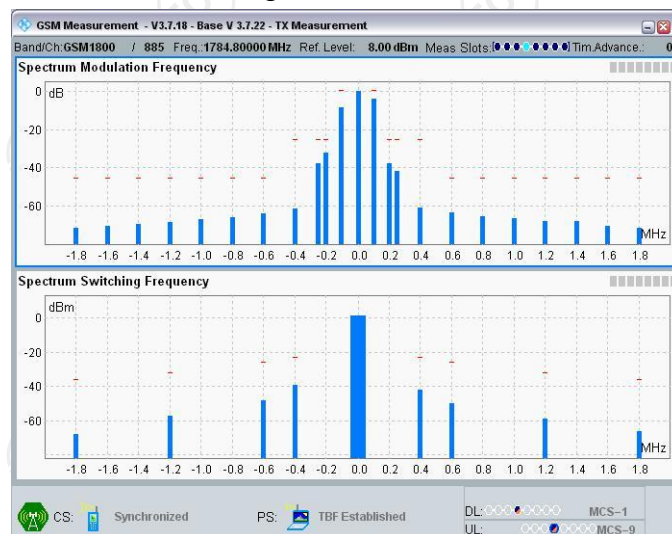 GSM Measurement - V3.7.18 - Base V 3.7.22 - TX Measurement
Band/Ch:GSM1800 / 885 Freq.:1784.80000 MHz Ref. Level: 8.00 dBm Meas Slots: Tim.Advance.: 0
Spectrum Modulation Frequency
dB
0
-20
-40
-60
MHz
-1.8 -1.6 -1.4 -1.2 -1.0 -0.8 -0.6 -0.4 -0.2 0.0 0.2 0.4 0.6 0.8 1.0 1.2 1.4 1.6 1.8
Spectrum Switching Frequency
dBm
0
-20
-40
-60
MHz
-1.8 -1.6 -1.4 -1.2 -1.0 -0.8 -0.6 -0.4 -0.2 0.0 0.2 0.4 0.6 0.8 1.0 1.2 1.4 1.6 1.8
CS: Synchronized PS: TBF Established DL: MCS-1
UL: MCS-9